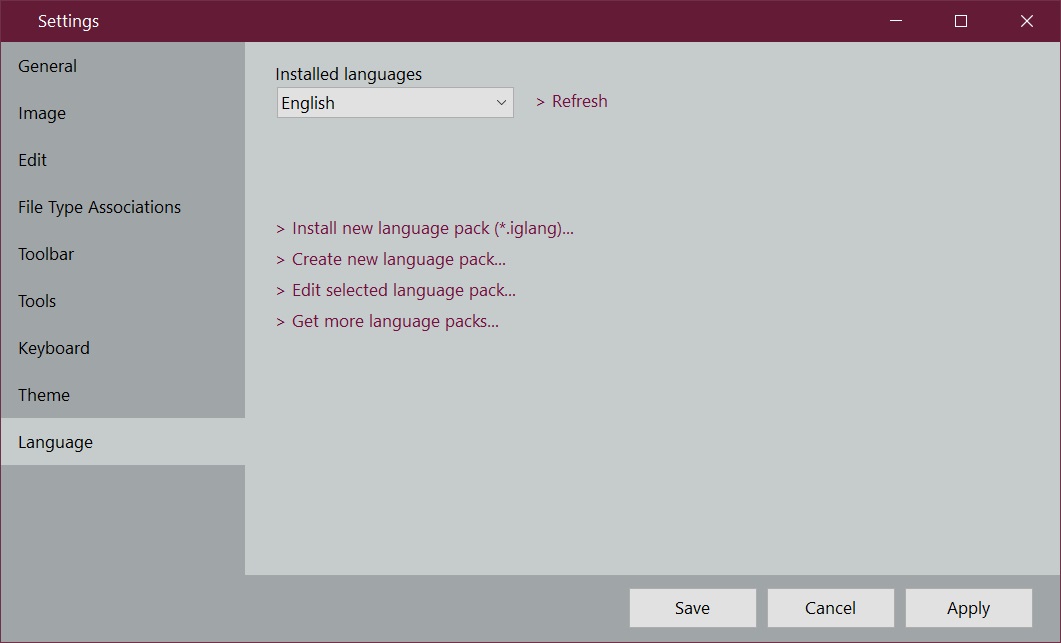 Settings
General
Image
Edit
File Type Associations
Toolbar
Tools
Keyboard
Theme
Language
Installed languages
English
> Refresh
> Install new language pack (*.iglang)...
> Create new language pack...
> Edit selected language pack...
> Get more language packs...
Save
Cancel
Apply